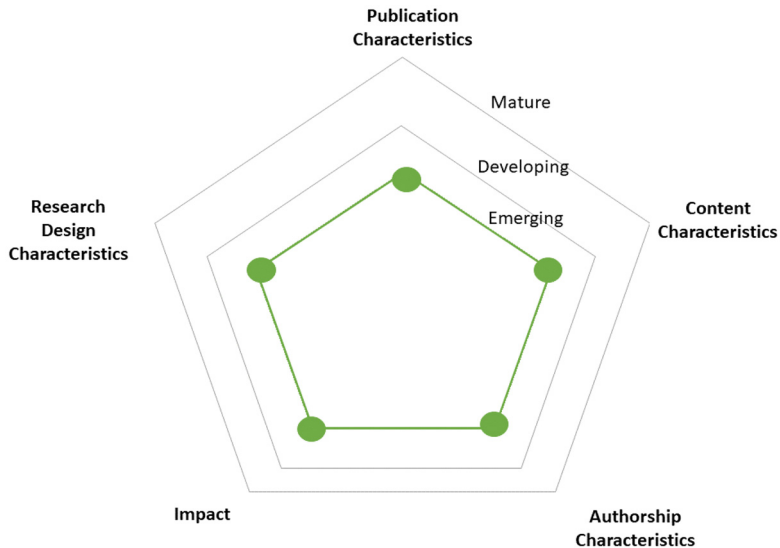 Publication
Characteristics
Mature
Developing
Emerging
Research
Design
Characteristics
Content
Characteristics
Impact
Authorship
Characteristics